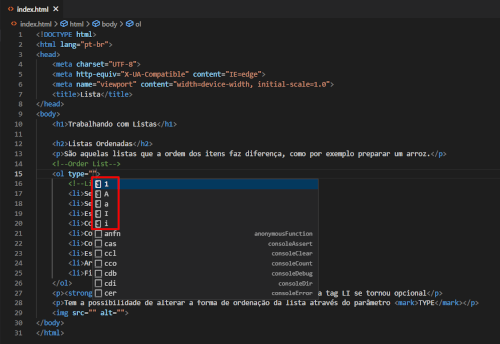 index.html ×
index.html > html > body > ol
1 <!DOCTYPE html>
2 <html lang="pt-br">
3 <head>
4 <meta charset="UTF-8">
5 <meta http-equiv="X-UA-Compatible" content="IE=edge">
6 <meta name="viewport" content="width=device-width, initial-scale=1.0">
7 <title>Lista</title>
8 </head>
9 <body>
10 <h1>Trabalhando com Listas</h1>
11
12 <h2>Listas Ordenadas</h2>
13 <p>São aquelas listas que a ordem dos itens faz diferença, como por exemplo preparar um arroz.</p>
14 <!--Order List-->
15 <ol type="">
16 <!--Li 1
17 <li>Se A
18 <li>Se a
19 <li>Es I
20 <li>Co i
21 <li>Co anfn anonymousFunction
22 <li>Co cas consoleAssert
23 <li>Es ccl consoleClear
24 <li>Ar cco consoleCount
25 <li>Fi cdb consoleDebug
26 </ol> cdi consoleDir
27 <p><strong cer consoleError a tag LI se tornou opcional</p>
28 <p>Tem a possibilidade de alterar a forma de ordenação da lista através do parâmetro <mark>TYPE</mark></p>
29 <img src="" alt="">
30 </body>
31 </html>